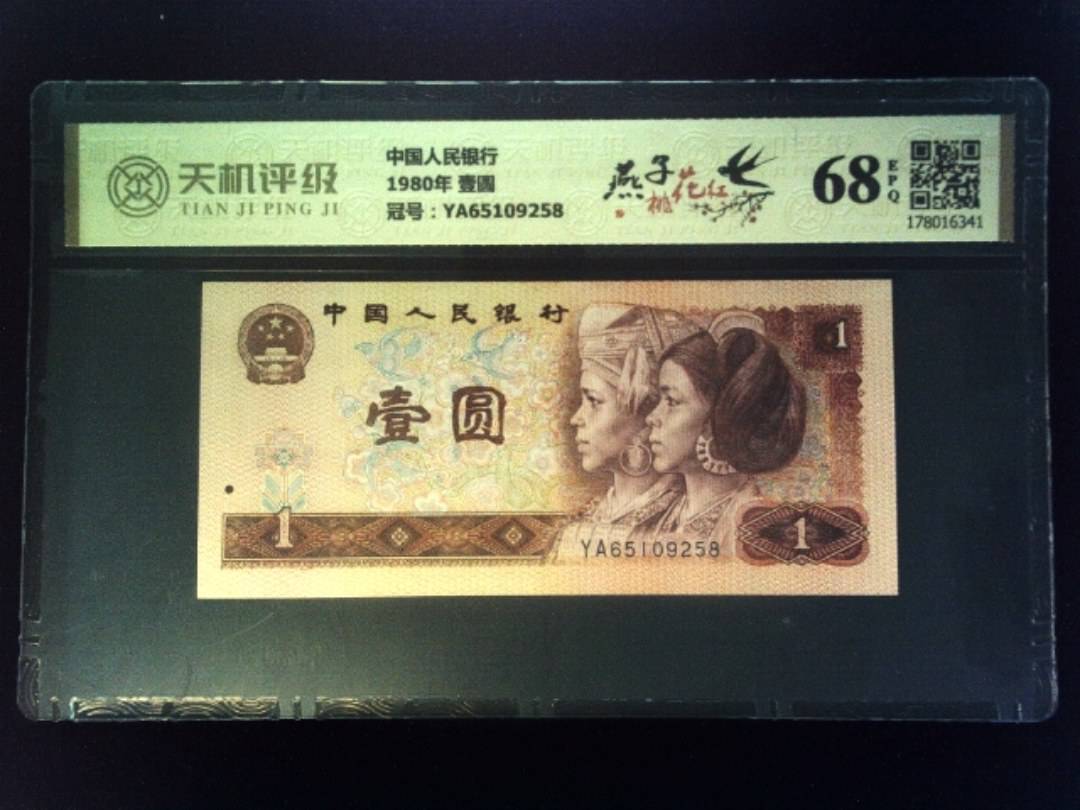 天机评级
TIAN JI PING JI
中国人民银行
1980年 壹圆
冠号：YA65109258
燕子
桃花红
68
EPQ
178016341
中国人民银行
壹圆
1
1
YA65109258
1